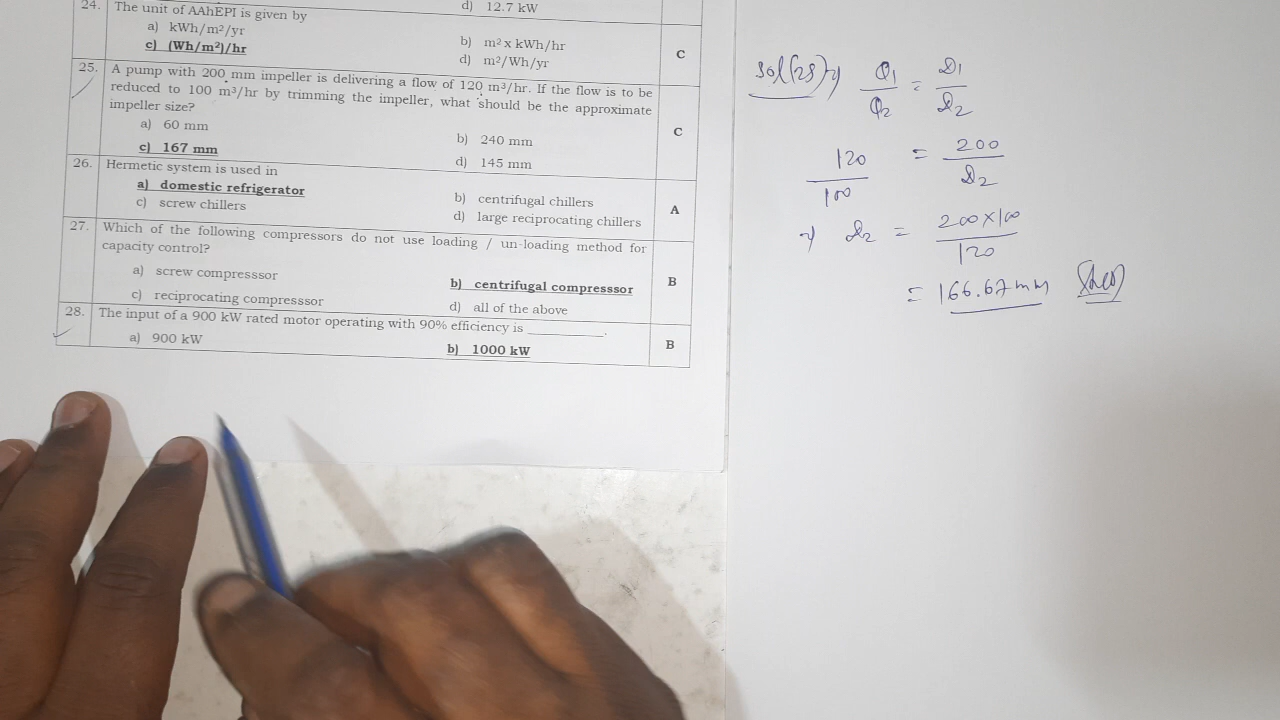 d) 12.7 kW
24. The unit of AAhEPI is given by
a) kWh/m²/yr
b) m² x kWh/hr
c) (Wh/m²)/hr
d) m²/Wh/yr
C
25. A pump with 200 mm impeller is delivering a flow of 120 m³/hr. If the flow is to be
reduced to 100 m³/hr by trimming the impeller, what should be the approximate
impeller size?
a) 60 mm
b) 240 mm
c) 167 mm
d) 145 mm
C
26. Hermetic system is used in
a) domestic refrigerator
b) centrifugal chillers
c) screw chillers
d) large reciprocating chillers
A
27. Which of the following compressors do not use loading / un-loading method for
capacity control?
a) screw compresssor
b) centrifugal compresssor
c) reciprocating compresssor
d) all of the above
B
28. The input of a 900 kW rated motor operating with 90% efficiency is __________.
a) 900 kW
b) 1000 kW
B
Sol(25)
Q₁/Q₂ = D₁/D₂
120/100 = 200/D₂
D₂ = 200×100/120
= 166.67mm